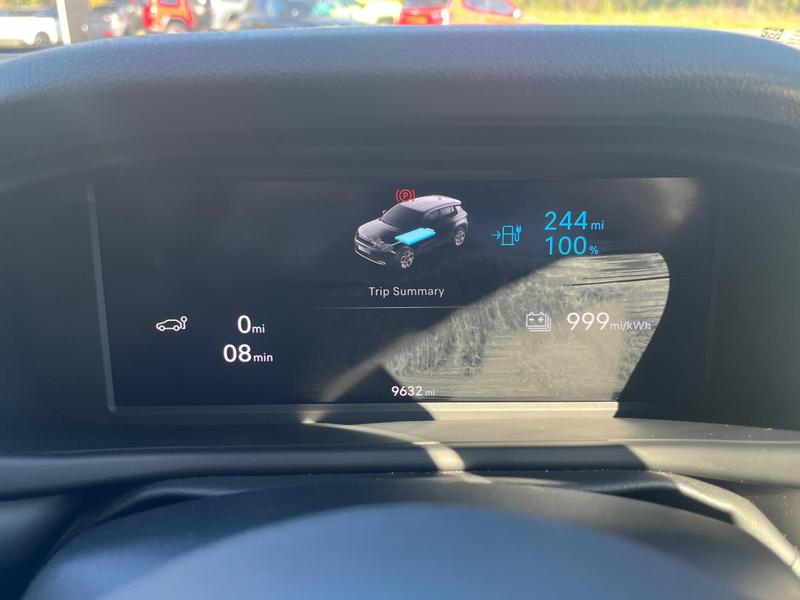 P
244 mi
100 %
Trip Summary
0 mi
08 min
999 mi/kWh
9632 mi